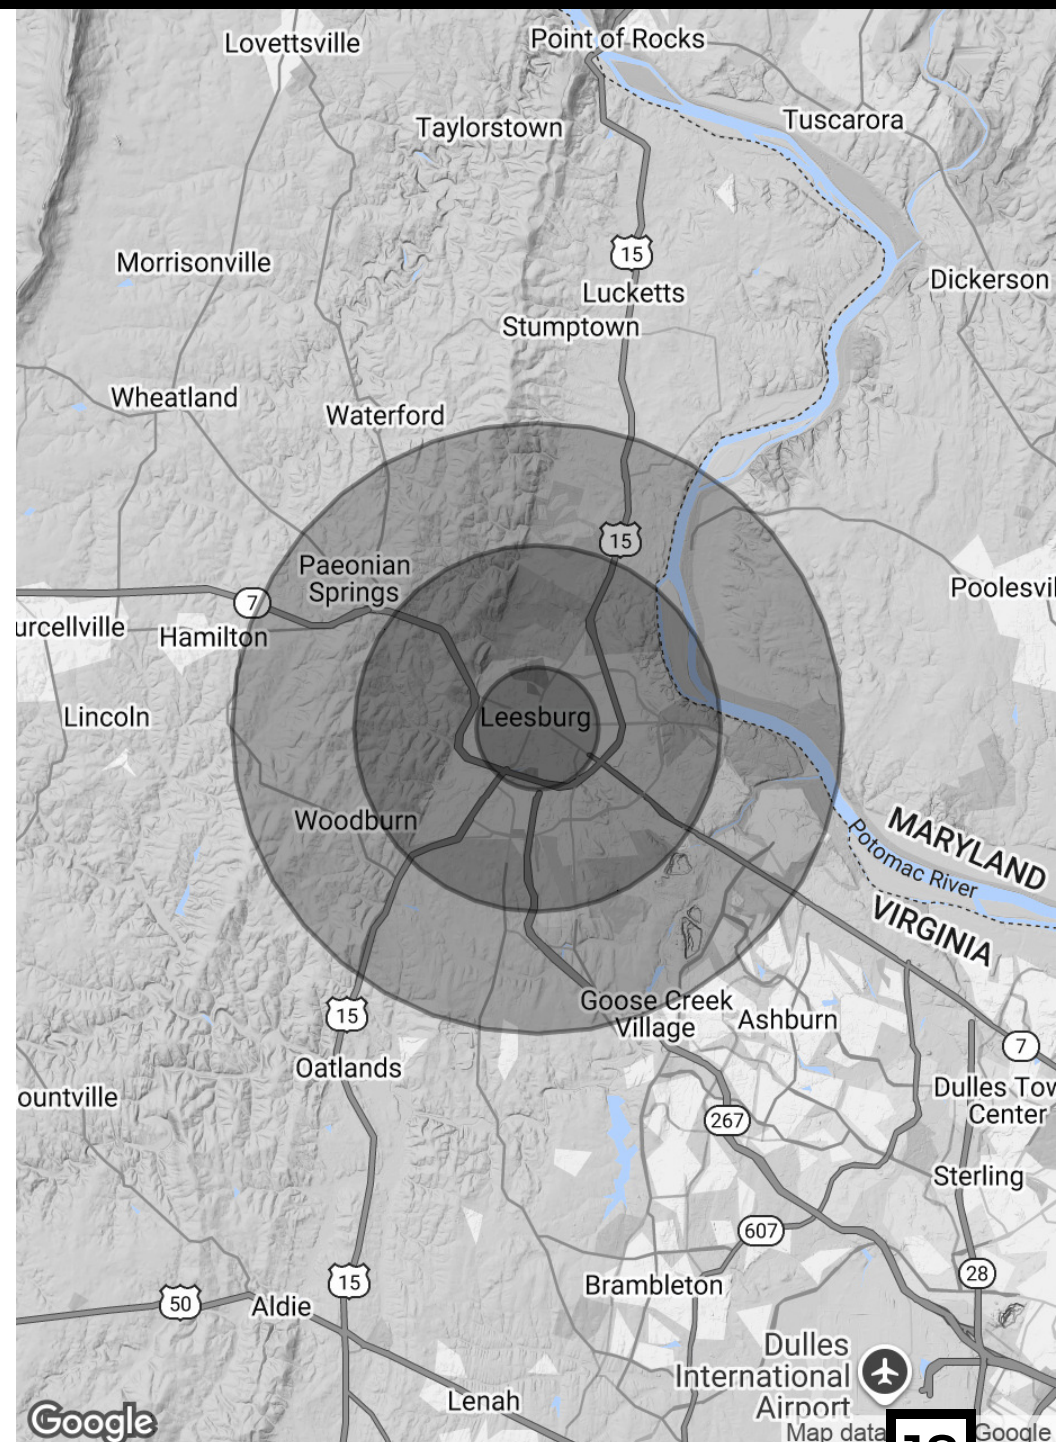 Lovettsville
Point of Rocks
Taylorstown
Tuscarora
15
Morrisonville
Lucketts
Dickerson
Stumptown
Wheatland
Waterford
15
Paeonian
Springs
7
Poolesvil
urcellville
Hamilton
Lincoln
Leesburg
Woodburn
MARYLAND
Potomac River
VIRGINIA
Goose Creek
Village
Ashburn
15
7
Oatlands
ountville
Dulles Tow
Center
267
Sterling
607
28
15
Brambleton
50
Aldie
Dulles
International
Airport
Lenah
Google
Map data
Google